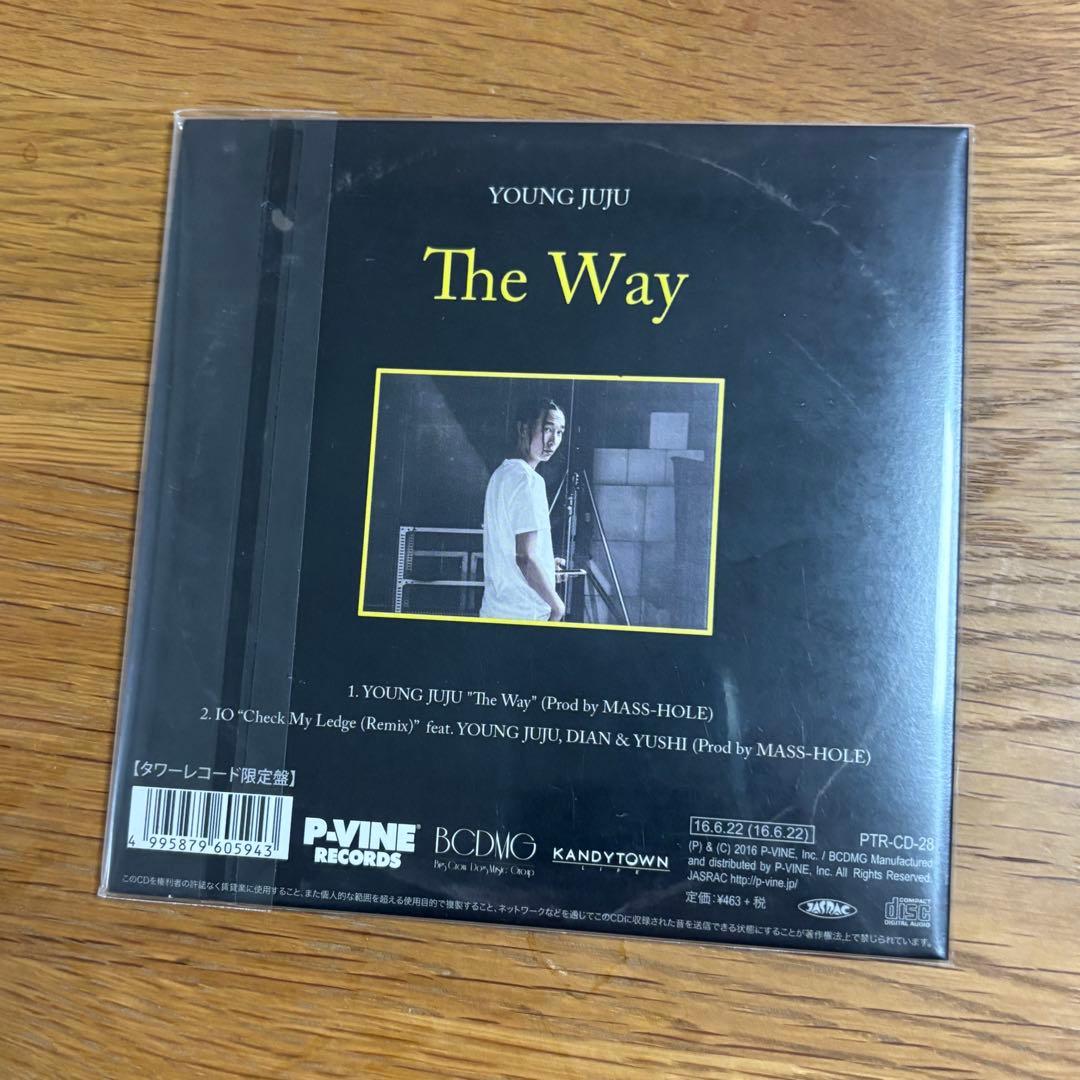 YOUNG JUJU
The Way
1. YOUNG JUJU "The Way" (Prod by MASS-HOLE)
2. IO “Check My Ledge (Remix)” feat. YOUNG JUJU, DIAN & YUSHI (Prod by MASS-HOLE)
【タワーレコード限定盤】
4 995879 605943
P-VINE®
RECORDS
BCDMG
KANDYTOWN
LIFE
16.6.22 (16.6.22)
PTR-CD-28
(P) & (C) 2016 P-VINE, Inc. / BCDMG Manufactured
and distributed by P-VINE, Inc. All Rights Reserved.
JASRAC http://p-vine.jp/
定価:¥463+税
JASRAC
COMPACT
disc
DIGITAL AUDIO
このCDを権利者の許諾なく賃貸業に使用すること、また個人的な範囲を超える使用目的で複製すること、ネットワークなどを通じてこのCDに収録された音を送信できる状態にすることが著作権法上で禁じられています。